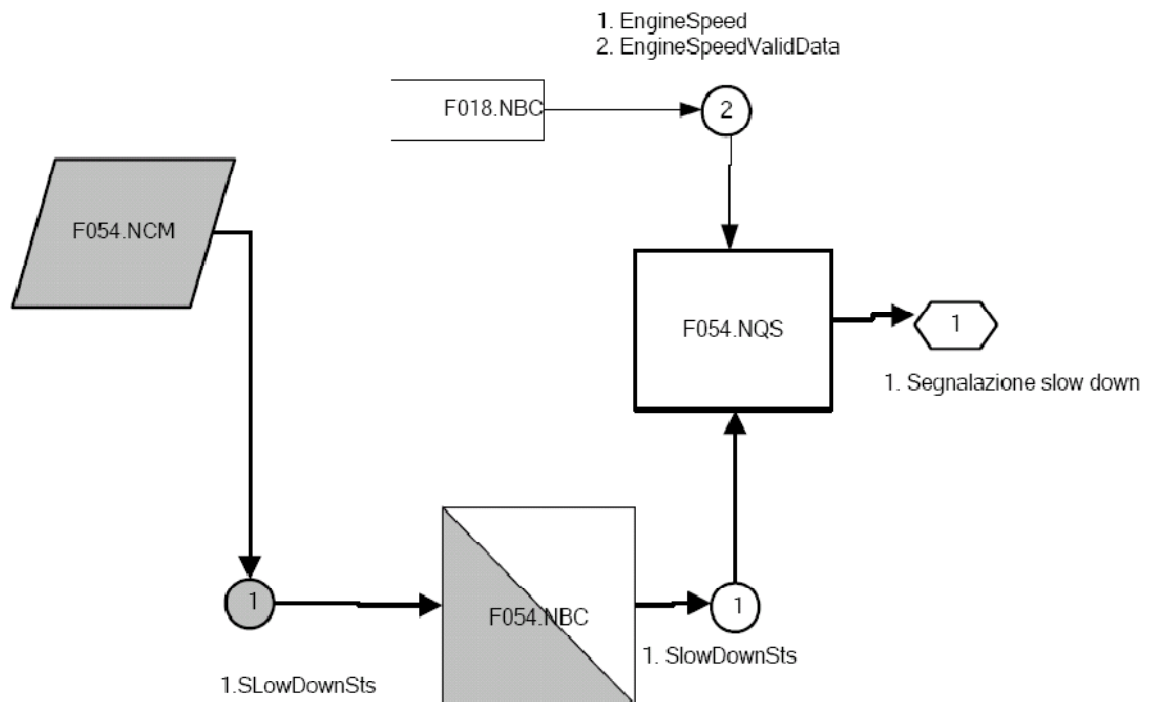 1. EngineSpeed
2. EngineSpeedValidData
F018.NBC
2
F054.NCM
F054.NQS
1
1. Segnalazione slow down
1
F054.NBC
1
1.SLowDownSts
1. SlowDownSts